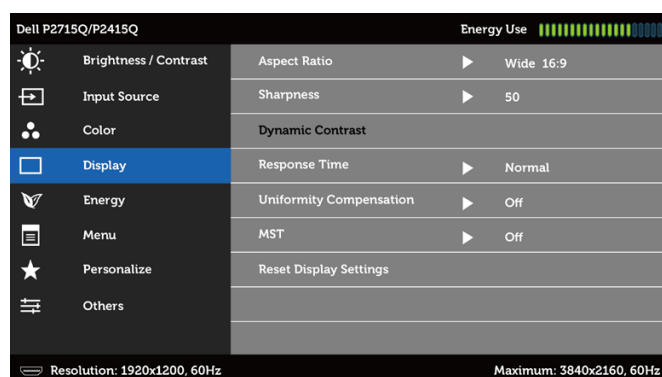 Dell P2715Q/P2415Q Energy Use
Brightness / Contrast Aspect Ratio Wide 16:9
Input Source Sharpness 50
Color Dynamic Contrast
Display Response Time Normal
Energy Uniformity Compensation Off
Menu MST Off
Personalize Reset Display Settings
Others
Resolution: 1920x1200, 60Hz Maximum: 3840x2160, 60Hz